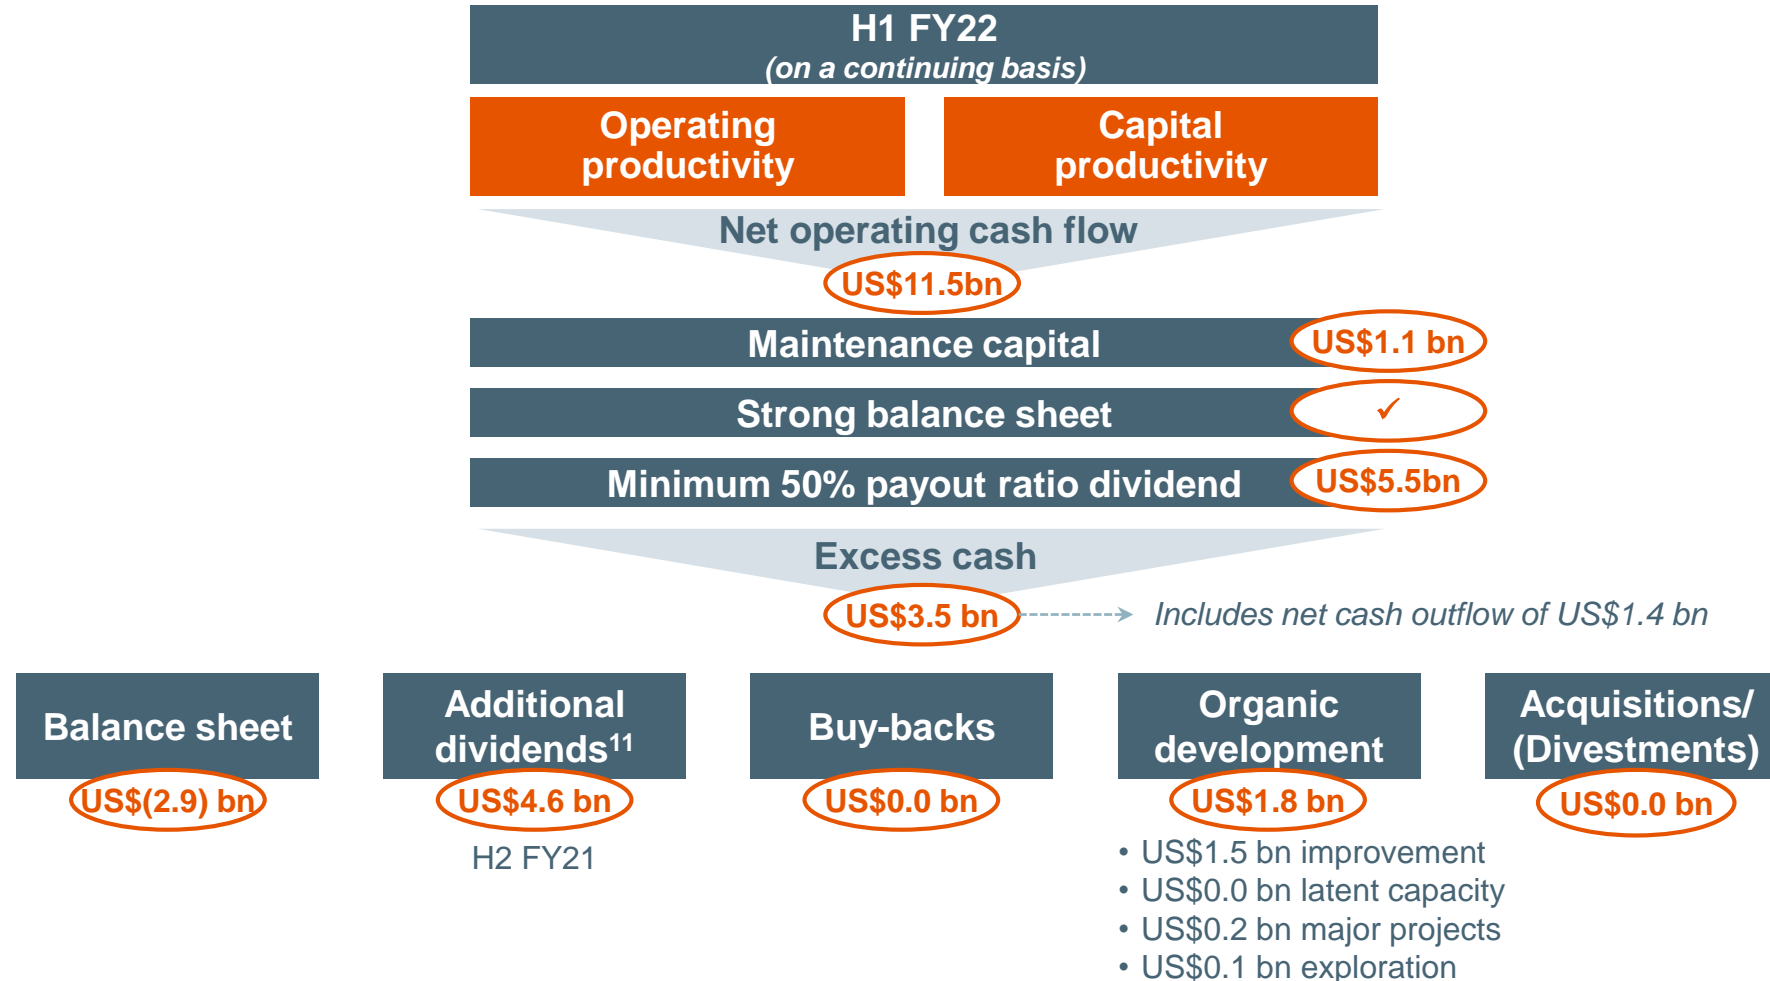 H1 FY22
(on a continuing basis)
Operating
productivity
Capital
productivity
Net operating cash flow
US$11.5bn
Maintenance capital
US$1.1 bn
Strong balance sheet
✓
Minimum 50% payout ratio dividend
US$5.5bn
Excess cash
US$3.5 bn
Includes net cash outflow of US$1.4 bn
Balance sheet
US$(2.9) bn
Additional
dividends¹¹
US$4.6 bn
H2 FY21
Buy-backs
US$0.0 bn
Organic
development
US$1.8 bn
• US$1.5 bn improvement
• US$0.0 bn latent capacity
• US$0.2 bn major projects
• US$0.1 bn exploration
Acquisitions/
(Divestments)
US$0.0 bn